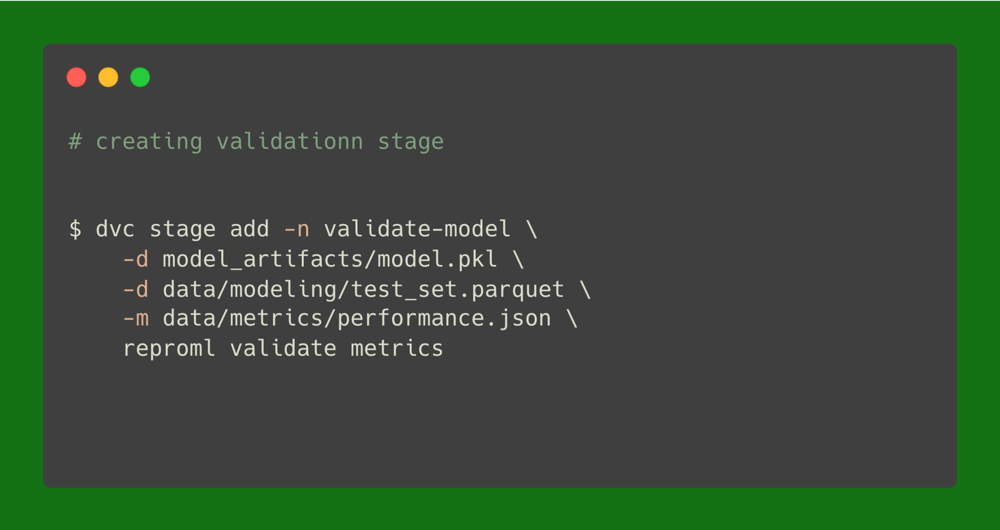 # creating validationn stage
$ dvc stage add -n validate-model \
-d model_artifacts/model.pkl \
-d data/modeling/test_set.parquet \
-m data/metrics/performance.json \
reproml validate metrics